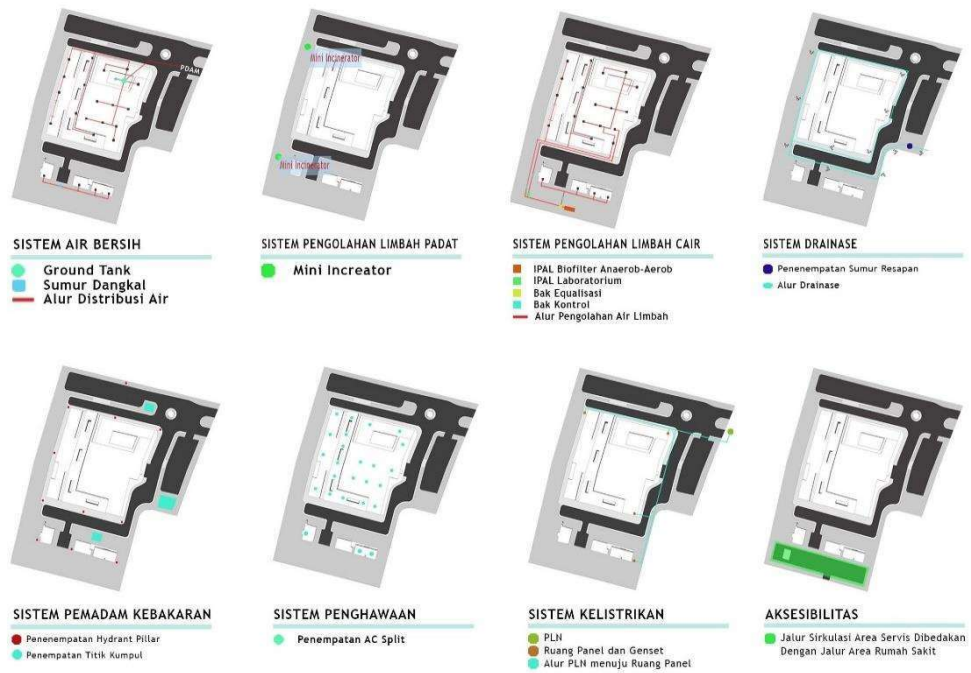 PDAM
Mini Incinerator
Mini Incinerator
SISTEM AIR BERSIH
Ground Tank
Sumur Dangkal
Alur Distribusi Air
SISTEM PENGOLAHAN LIMBAH PADAT
Mini Increator
SISTEM PENGOLAHAN LIMBAH CAIR
IPAL Biofilter Anaerob-Aerob
IPAL Laboratorium
Bak Equalisasi
Bak Kontrol
Alur Pengolahan Air Limbah
SISTEM DRAINASE
Penenempatan Sumur Resapan
Alur Drainase
SISTEM PEMADAM KEBAKARAN
Penenempatan Hydrant Pillar
Penempatan Titik Kumpul
SISTEM PENGHAWAAN
Penempatan AC Split
SISTEM KELISTRIKAN
PLN
Ruang Panel dan Genset
Alur PLN menuju Ruang Panel
AKSESIBILITAS
Jalur Sirkulasi Area Servis Dibedakan
Dengan Jalur Area Rumah Sakit